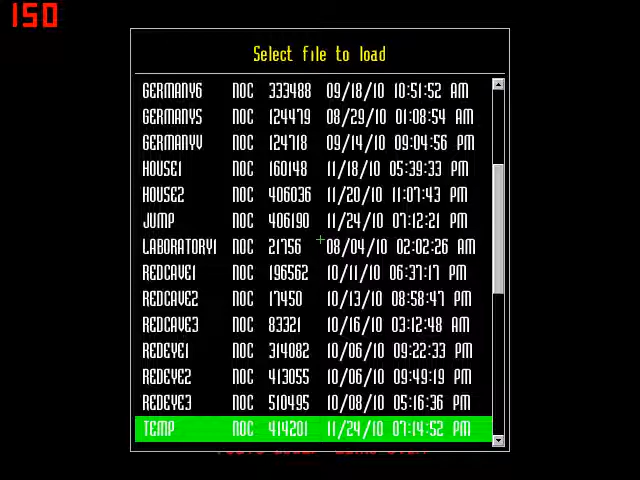 150
Select file to load
GERMANY6 NOC 333488 09/18/10 10:51:52 AM
GERMANYS NOC 124479 08/29/10 01:08:54 AM
GERMANYV NOC 124718 09/14/10 09:04:56 PM
HOUSE1 NOC 160148 11/18/10 05:39:33 PM
HOUSE2 NOC 406036 11/20/10 11:07:43 PM
JUMP NOC 406190 11/24/10 07:12:21 PM
LABORATORY1 NOC 21756 08/04/10 02:02:26 AM
REDCAVE1 NOC 196562 10/11/10 06:37:17 PM
REDCAVE2 NOC 17450 10/13/10 08:58:47 PM
REDCAVE3 NOC 83321 10/16/10 03:12:48 AM
REDEYE1 NOC 314082 10/06/10 09:22:33 PM
REDEYE2 NOC 413055 10/06/10 09:49:19 PM
REDEYE3 NOC 510495 10/08/10 05:16:36 PM
TEMP NOC 414201 11/24/10 07:14:52 PM